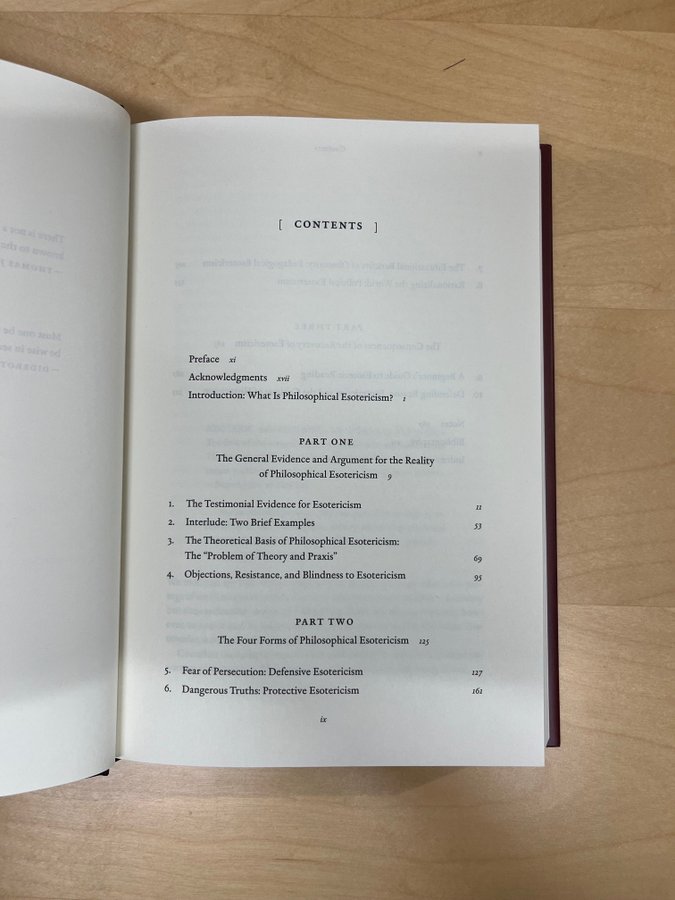 [ CONTENTS ]
Preface xi
Acknowledgments xvii
Introduction: What Is Philosophical Esotericism? 1
PART ONE
The General Evidence and Argument for the Reality
of Philosophical Esotericism 9
1. The Testimonial Evidence for Esotericism 11
2. Interlude: Two Brief Examples 53
3. The Theoretical Basis of Philosophical Esotericism:
The “Problem of Theory and Praxis” 69
4. Objections, Resistance, and Blindness to Esotericism 95
PART TWO
The Four Forms of Philosophical Esotericism 125
5. Fear of Persecution: Defensive Esotericism 127
6. Dangerous Truths: Protective Esotericism 161
ix